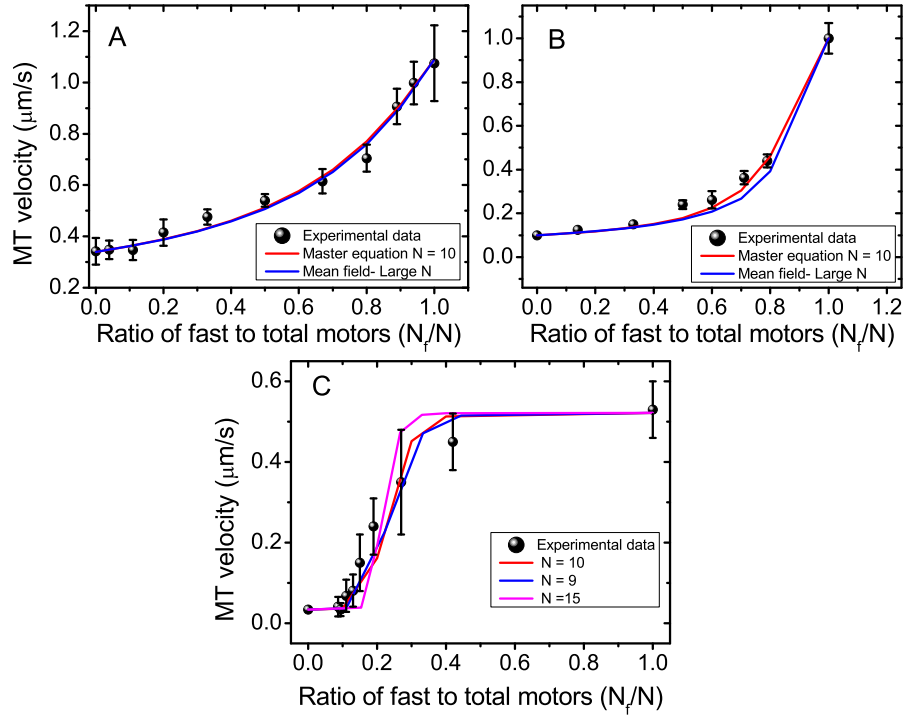 A
MT velocity (μm/s)
1.2
1.0
0.8
0.6
0.4
0.2
0.0 0.2 0.4 0.6 0.8 1.0
Experimental data
Master equation N = 10
Mean field- Large N
Ratio of fast to total motors (Nf/N)
B
1.0
0.8
0.6
0.4
0.2
0.0
0.0 0.2 0.4 0.6 0.8 1.0 1.2
Experimental data
Master equation N = 10
Mean field- Large N
Ratio of fast to total motors (Nf/N)
C
MT velocity (μm/s)
0.6
0.4
0.2
0.0
0.0 0.2 0.4 0.6 0.8 1.0
Experimental data
N = 10
N = 9
N =15
Ratio of fast to total motors (Nf/N)